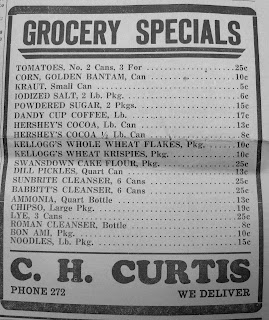 GROCERY SPECIALS
TOMATOES, No. 2 Cans, 3 For 25c
CORN, GOLDEN BANTAM, Can 10c
KRAUT, Small Can 5c
IODIZED SALT, 2 Lb. Pkg. 6c
POWDERED SUGAR, 2 Pkgs. 15c
DANDY CUP COFFEE, Lb. 17c
HERSHEY'S COCOA, Lb. Can 13c
HERSHEY'S COCOA ½ Lb. Can 8c
KELLOGG'S WHOLE WHEAT FLAKES, Pkg. 10c
KELLOGG'S WHEAT KRISPIES, Pkg. 10c
SWANSDOWN CAKE FLOUR, Pkg. 25c
DILL PICKLES, Quart Can 13c
SUNBRITE CLEANSER, 6 Cans 25c
BABBITT'S CLEANSER, 6 Cans 25c
AMMONIA, Quart Bottle 13c
CHIPSO, Large Pkg. 19c
LYE, 3 Cans 25c
ROMAN CLEANSER, Bottle 8c
BON AMI, Pkg. 10c
NOODLES, Lb. Pkg. 15c
C. H. CURTIS
PHONE 272 WE DELIVER